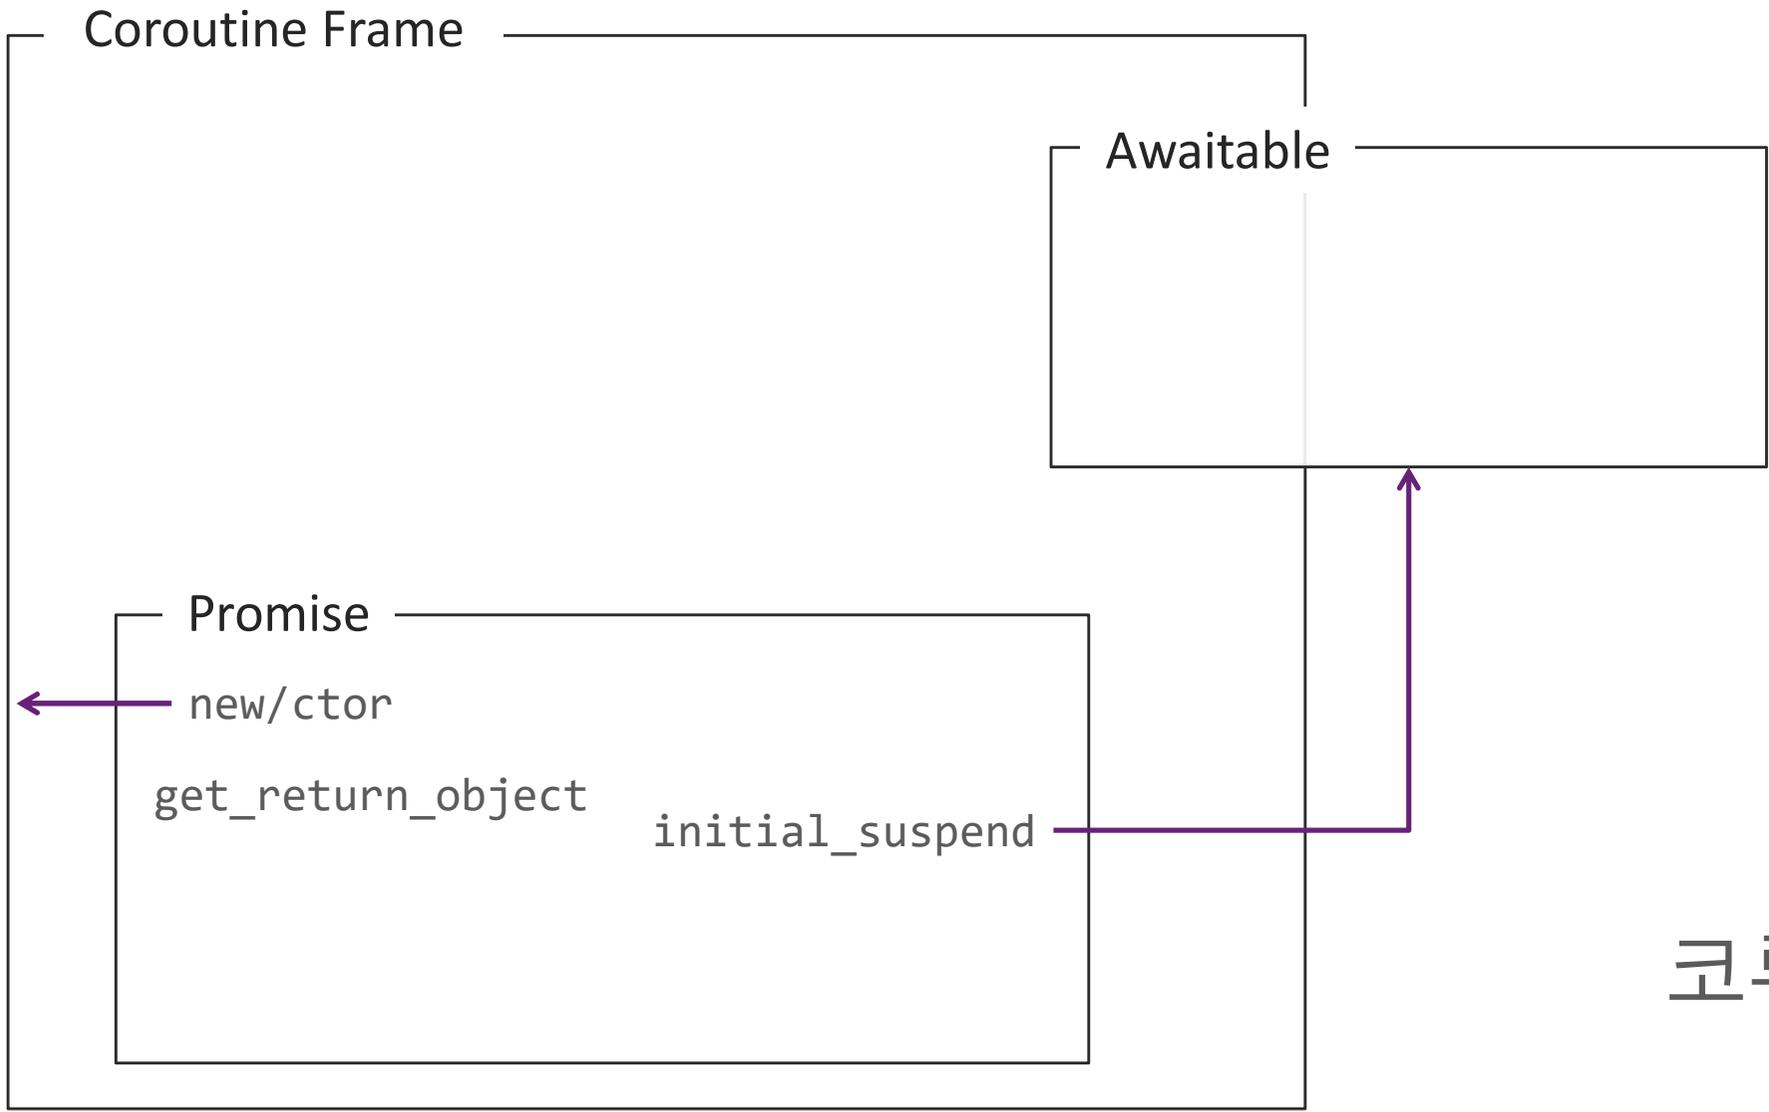 Coroutine Frame
Awaitable
Promise
new/ctor
get_return_object
initial_suspend
코